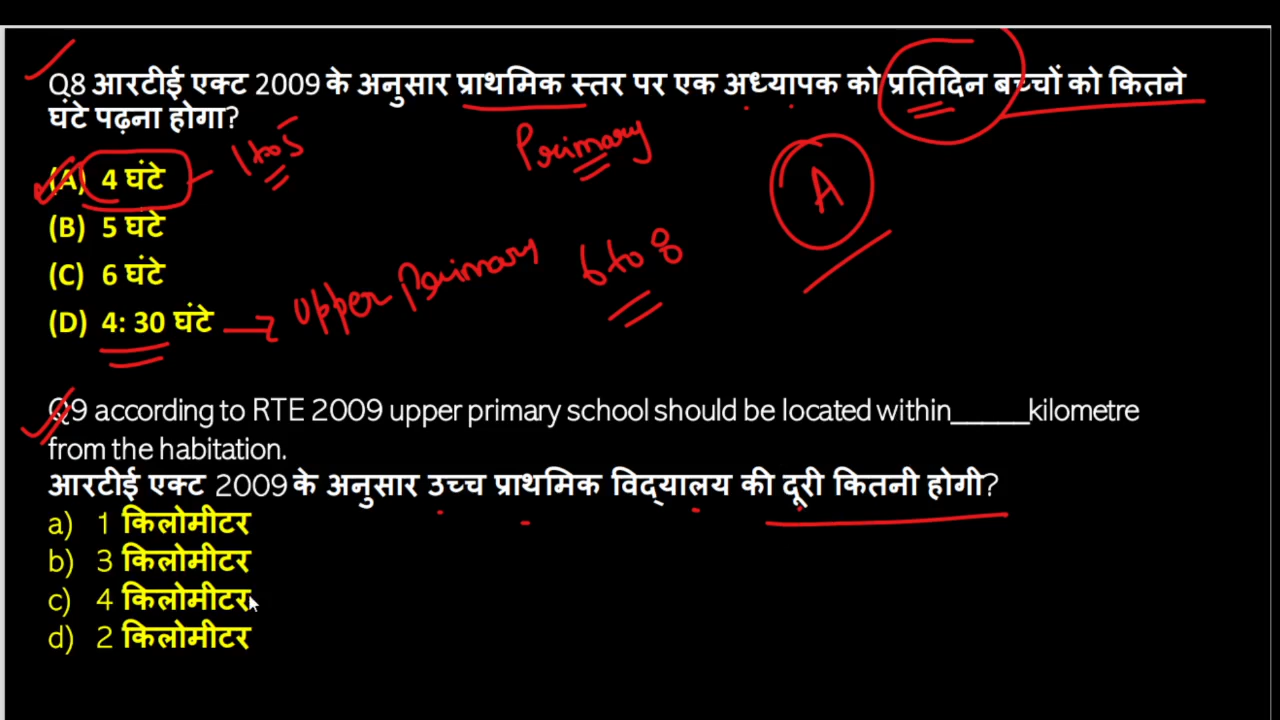 Q8 आरटीई एक्ट 2009 के अनुसार प्राथमिक स्तर पर एक अध्यापक को प्रतिदिन बच्चों को कितने
घंटे पढ़ना होगा?
Primary
(A) 4 घंटे
1 to 5
A
(B) 5 घंटे
(C) 6 घंटे
(D) 4: 30 घंटे
Upper Primary 6 to 8
Q9 according to RTE 2009 upper primary school should be located within_____kilometre
from the habitation.
आरटीई एक्ट 2009 के अनुसार उच्च प्राथमिक विद्यालय की दूरी कितनी होगी?
a) 1 किलोमीटर
b) 3 किलोमीटर
c) 4 किलोमीटर
d) 2 किलोमीटर